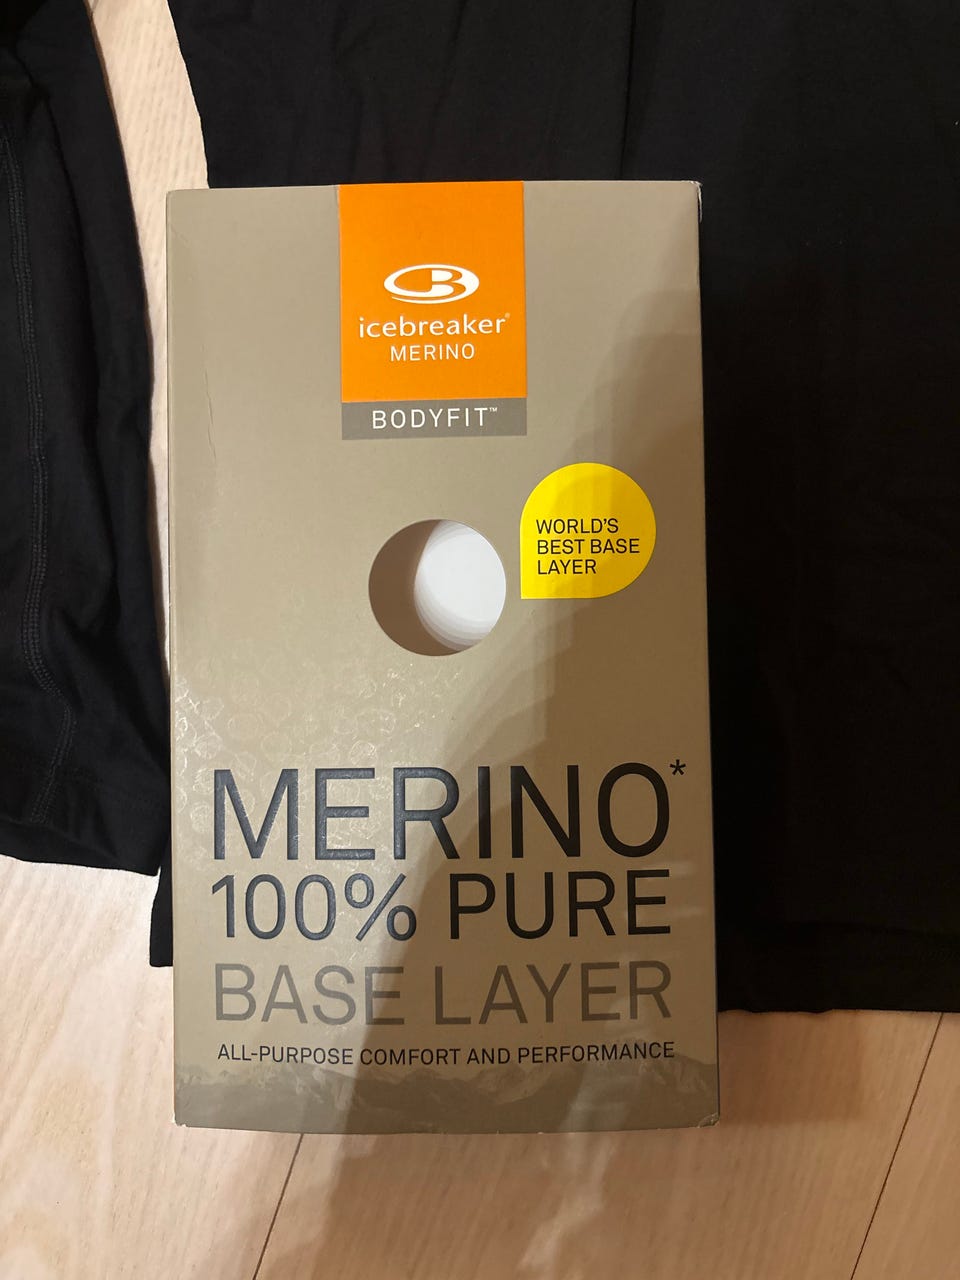 icebreaker®
MERINO
BODYFIT™
WORLD'S
BEST BASE
LAYER
MERINO*
100% PURE
BASE LAYER
ALL-PURPOSE COMFORT AND PERFORMANCE